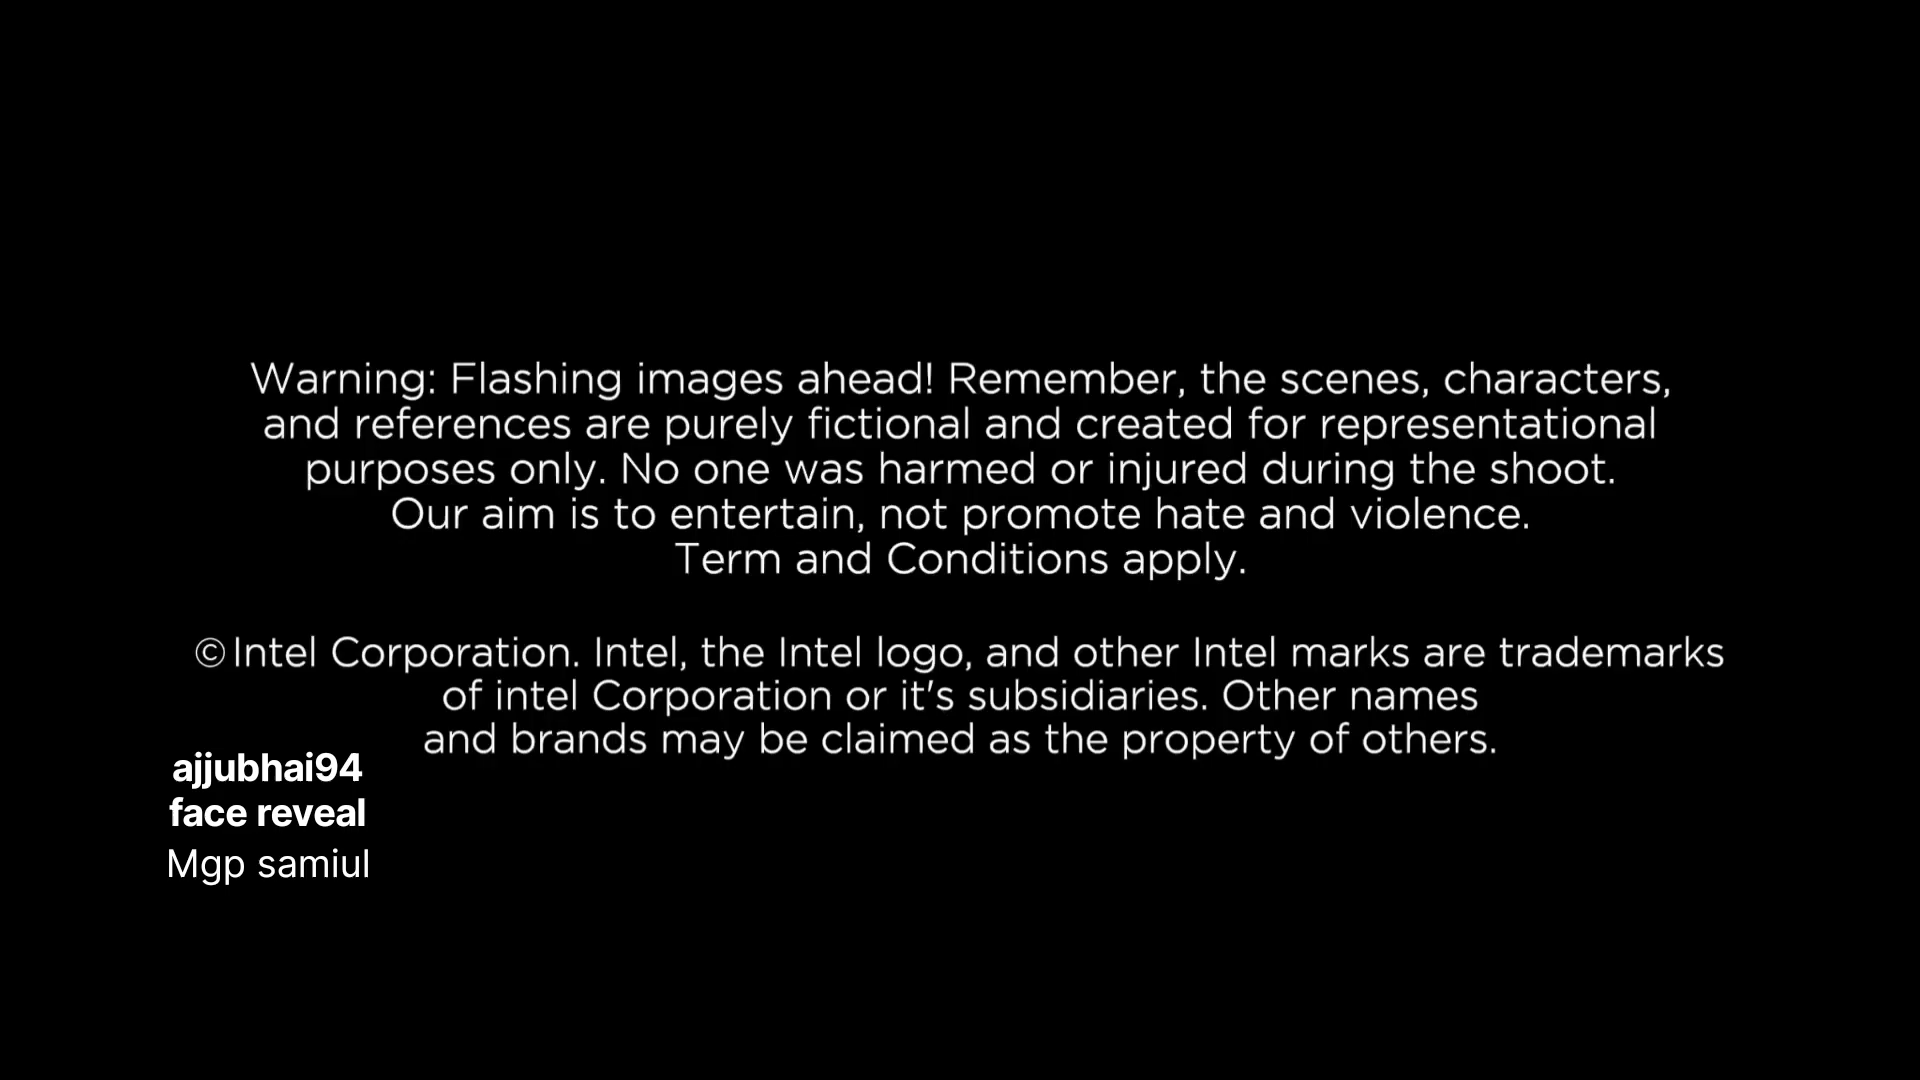 Warning: Flashing images ahead! Remember, the scenes, characters,
and references are purely fictional and created for representational
purposes only. No one was harmed or injured during the shoot.
Our aim is to entertain, not promote hate and violence.
Term and Conditions apply.
©Intel Corporation. Intel, the Intel logo, and other Intel marks are trademarks
of intel Corporation or it's subsidiaries. Other names
and brands may be claimed as the property of others.
ajjubhai94
face reveal
Mgp samiul